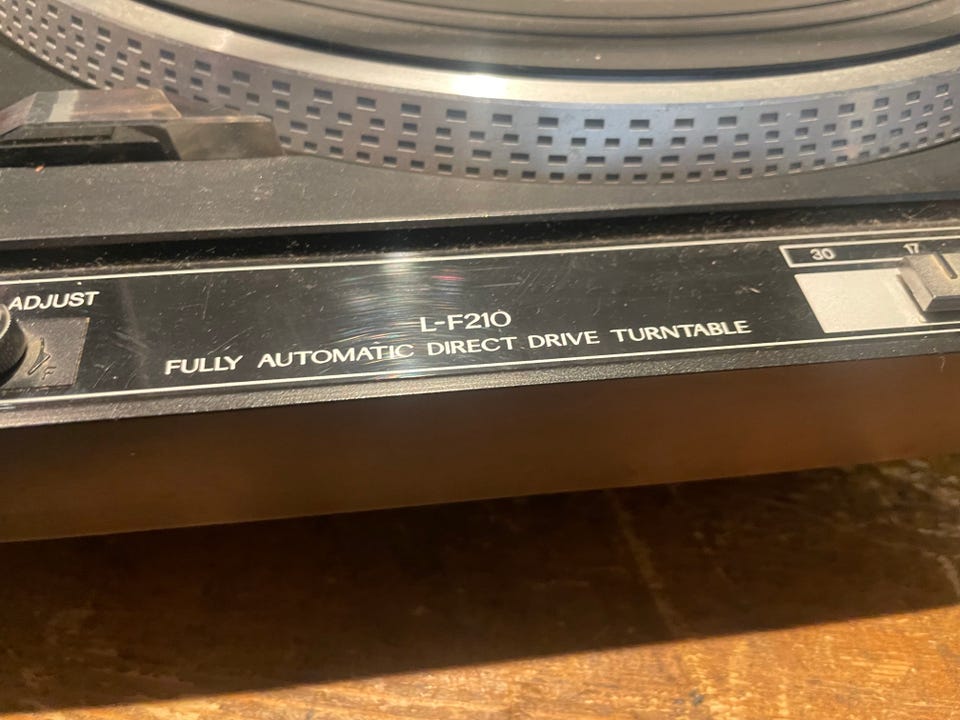 ADJUST
30 17
L-F210
FULLY AUTOMATIC DIRECT DRIVE TURNTABLE